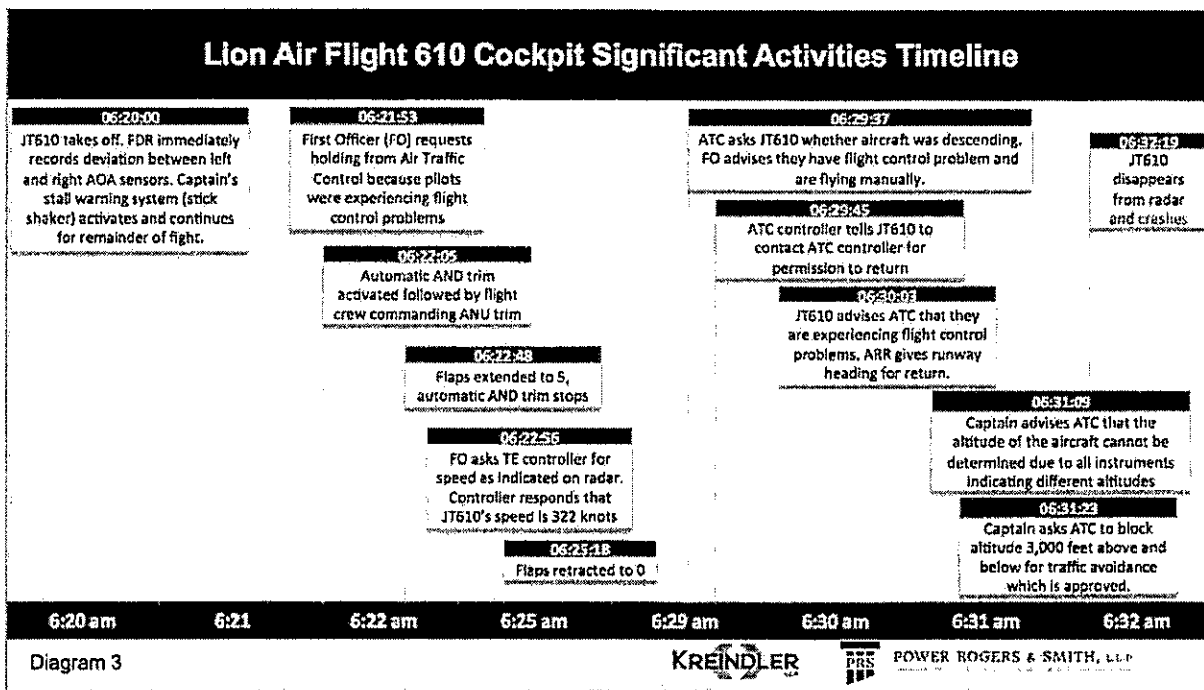 Lion Air Flight 610 Cockpit Significant Activities Timeline
06:20:00
JT610 takes off. FDR immediately
records deviation between left
and right AOA sensors. Captain's
stall warning system (stick
shaker) activates and continues
for remainder of fight.
06:21:53
First Officer (FO) requests
holding from Air Traffic
Control because pilots
were experiencing flight
control problems
06:22:05
Automatic AND trim
activated followed by flight
crew commanding ANU trim
06:22:48
Flaps extended to 5,
automatic AND trim stops
06:22:56
FO asks TE controller for
speed as indicated on radar.
Controller responds that
JT610's speed is 322 knots
06:25:18
Flaps retracted to 0
06:29:37
ATC asks JT610 whether aircraft was descending.
FO advises they have flight control problem and
are flying manually.
06:29:45
ATC controller tells JT610 to
contact ATC controller for
permission to return
06:30:03
JT610 advises ATC that they
are experiencing flight control
problems. ARR gives runway
heading for return.
06:31:09
Captain advises ATC that the
altitude of the aircraft cannot be
determined due to all instruments
indicating different altitudes
06:31:23
Captain asks ATC to block
altitude 3,000 feet above and
below for traffic avoidance
which is approved.
06:32:19
JT610
disappears
from radar
and crashes
6:20 am 6:21 6:22 am 6:25 am 6:29 am 6:30 am 6:31 am 6:32 am
Diagram 3
KREINDLER
PRS
POWER ROGERS & SMITH, L.L.P.